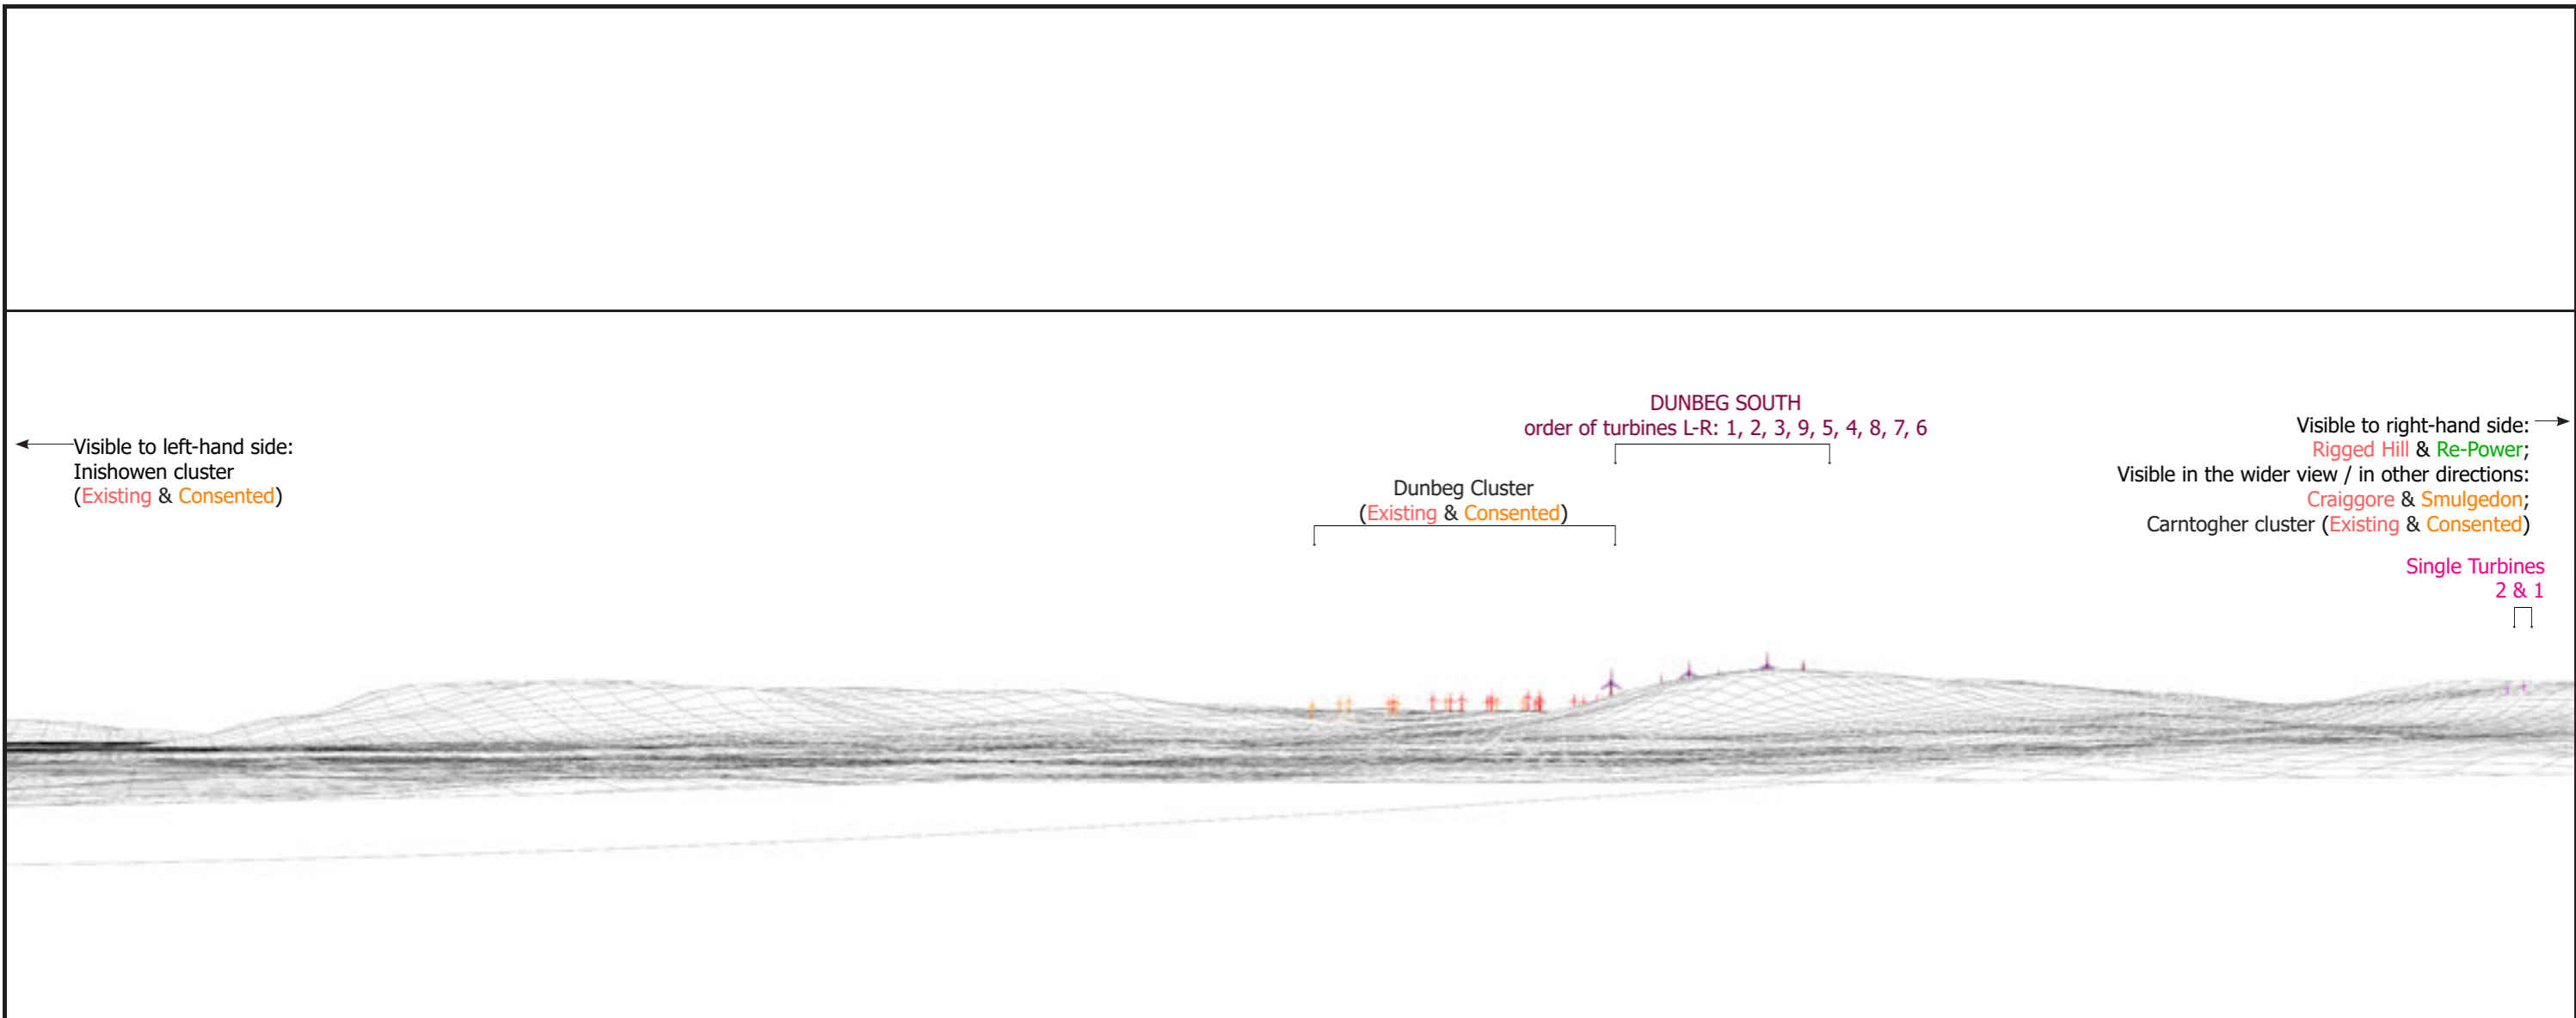 Visible to left-hand side:
Inishowen cluster
(Existing & Consented)
Dunbeg Cluster
(Existing & Consented)
DUNBEG SOUTH
order of turbines L-R: 1, 2, 3, 9, 5, 4, 8, 7, 6
Visible to right-hand side:
Rigged Hill & Re-Power;
Visible in the wider view / in other directions:
Craiggore & Smulgedon;
Carntogher cluster (Existing & Consented)
Single Turbines
2 & 1